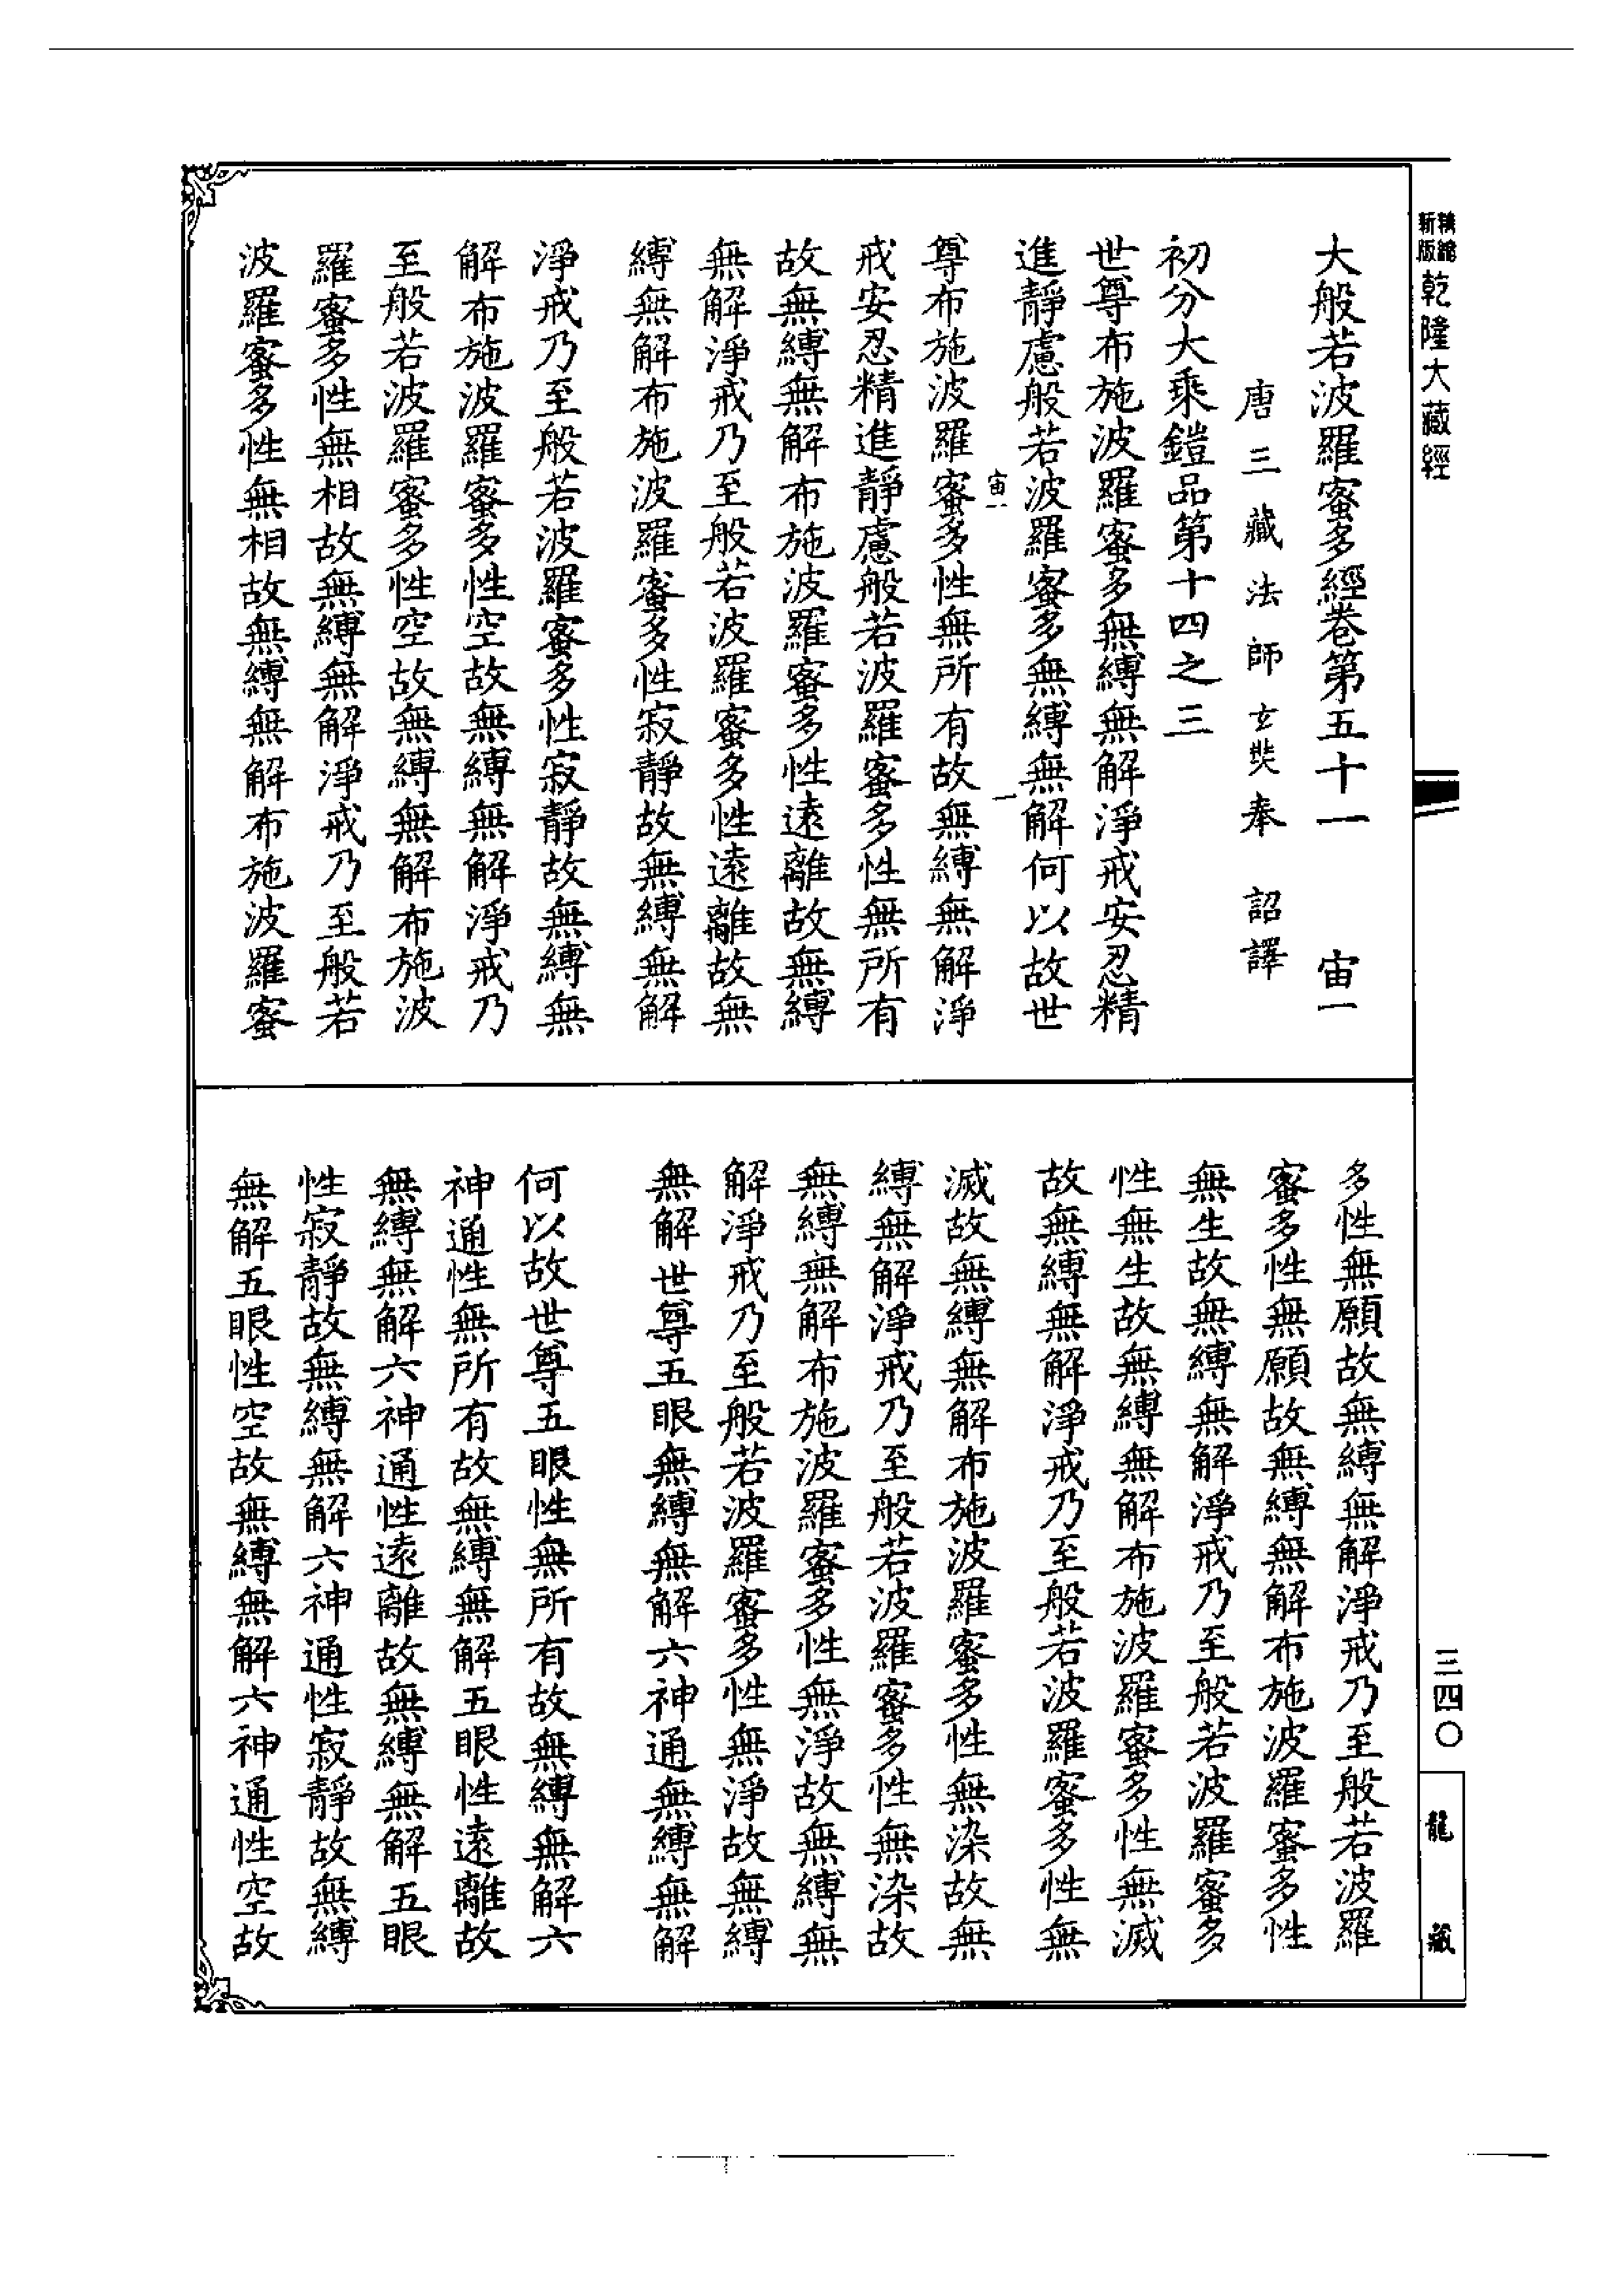 新版精縮乾隆大藏經
大般若波羅蜜多經卷第五十一　宙一
唐三藏法師玄奘奉　詔譯
初分大乘鎧品第十四之三
世尊布施波羅蜜多無縛無解淨戒安忍精
進靜慮般若波羅蜜多無縛無解何以故世
宙一　一
尊布施波羅蜜多性無所有故無縛無解淨
戒安忍精進靜慮般若波羅蜜多性無所有
故無縛無解布施波羅蜜多性遠離故無縛
無解淨戒乃至般若波羅蜜多性遠離故無
縛無解布施波羅蜜多性寂靜故無縛無解
淨戒乃至般若波羅蜜多性寂靜故無縛無
解布施波羅蜜多性空故無縛無解淨戒乃
至般若波羅蜜多性空故無縛無解布施波
羅蜜多性無相故無縛無解淨戒乃至般若
波羅蜜多性無相故無縛無解布施波羅蜜
多性無願故無縛無解淨戒乃至般若波羅
蜜多性無願故無縛無解布施波羅蜜多性
無生故無縛無解淨戒乃至般若波羅蜜多
性無生故無縛無解布施波羅蜜多性無滅
故無縛無解淨戒乃至般若波羅蜜多性無
滅故無縛無解布施波羅蜜多性無染故無
縛無解淨戒乃至般若波羅蜜多性無染故
無縛無解布施波羅蜜多性無淨故無縛無
解淨戒乃至般若波羅蜜多性無淨故無縛
無解世尊五眼無縛無解六神通無縛無解
何以故世尊五眼性無所有故無縛無解六
神通性無所有故無縛無解五眼性遠離故
無縛無解六神通性遠離故無縛無解五眼
性寂靜故無縛無解六神通性寂靜故無縛
無解五眼性空故無縛無解六神通性空故
三四〇
龍藏